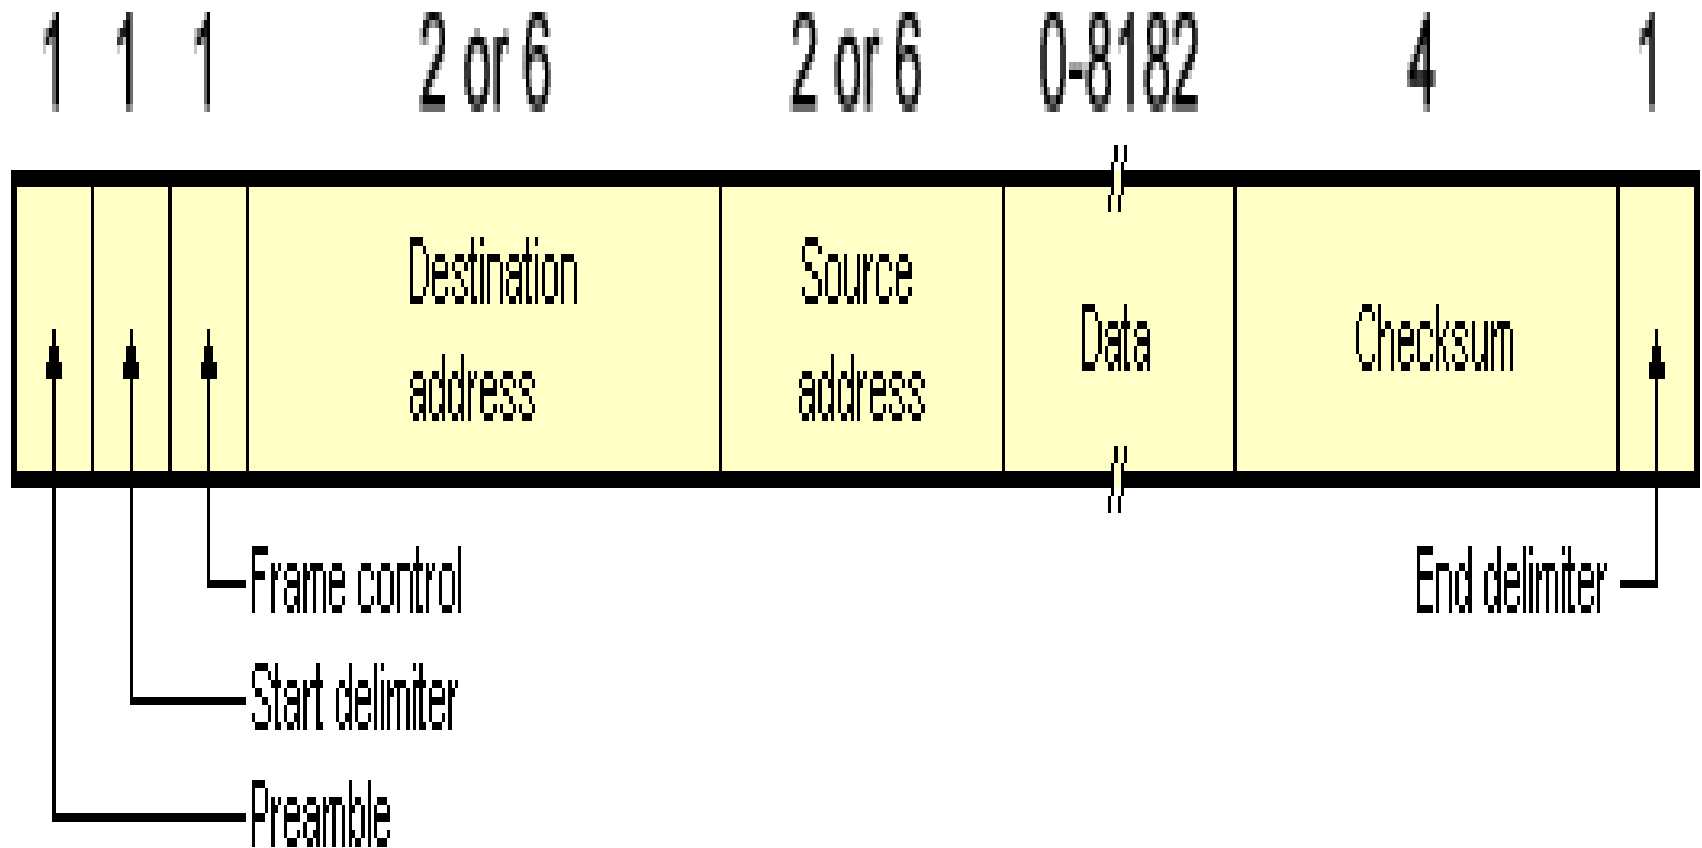 1 1 1 2 or 6 2 or 6 0-8182 4 1
Destination
address
Source
address
Data
Checksum
Frame control
End delimiter
Start delimiter
Preamble